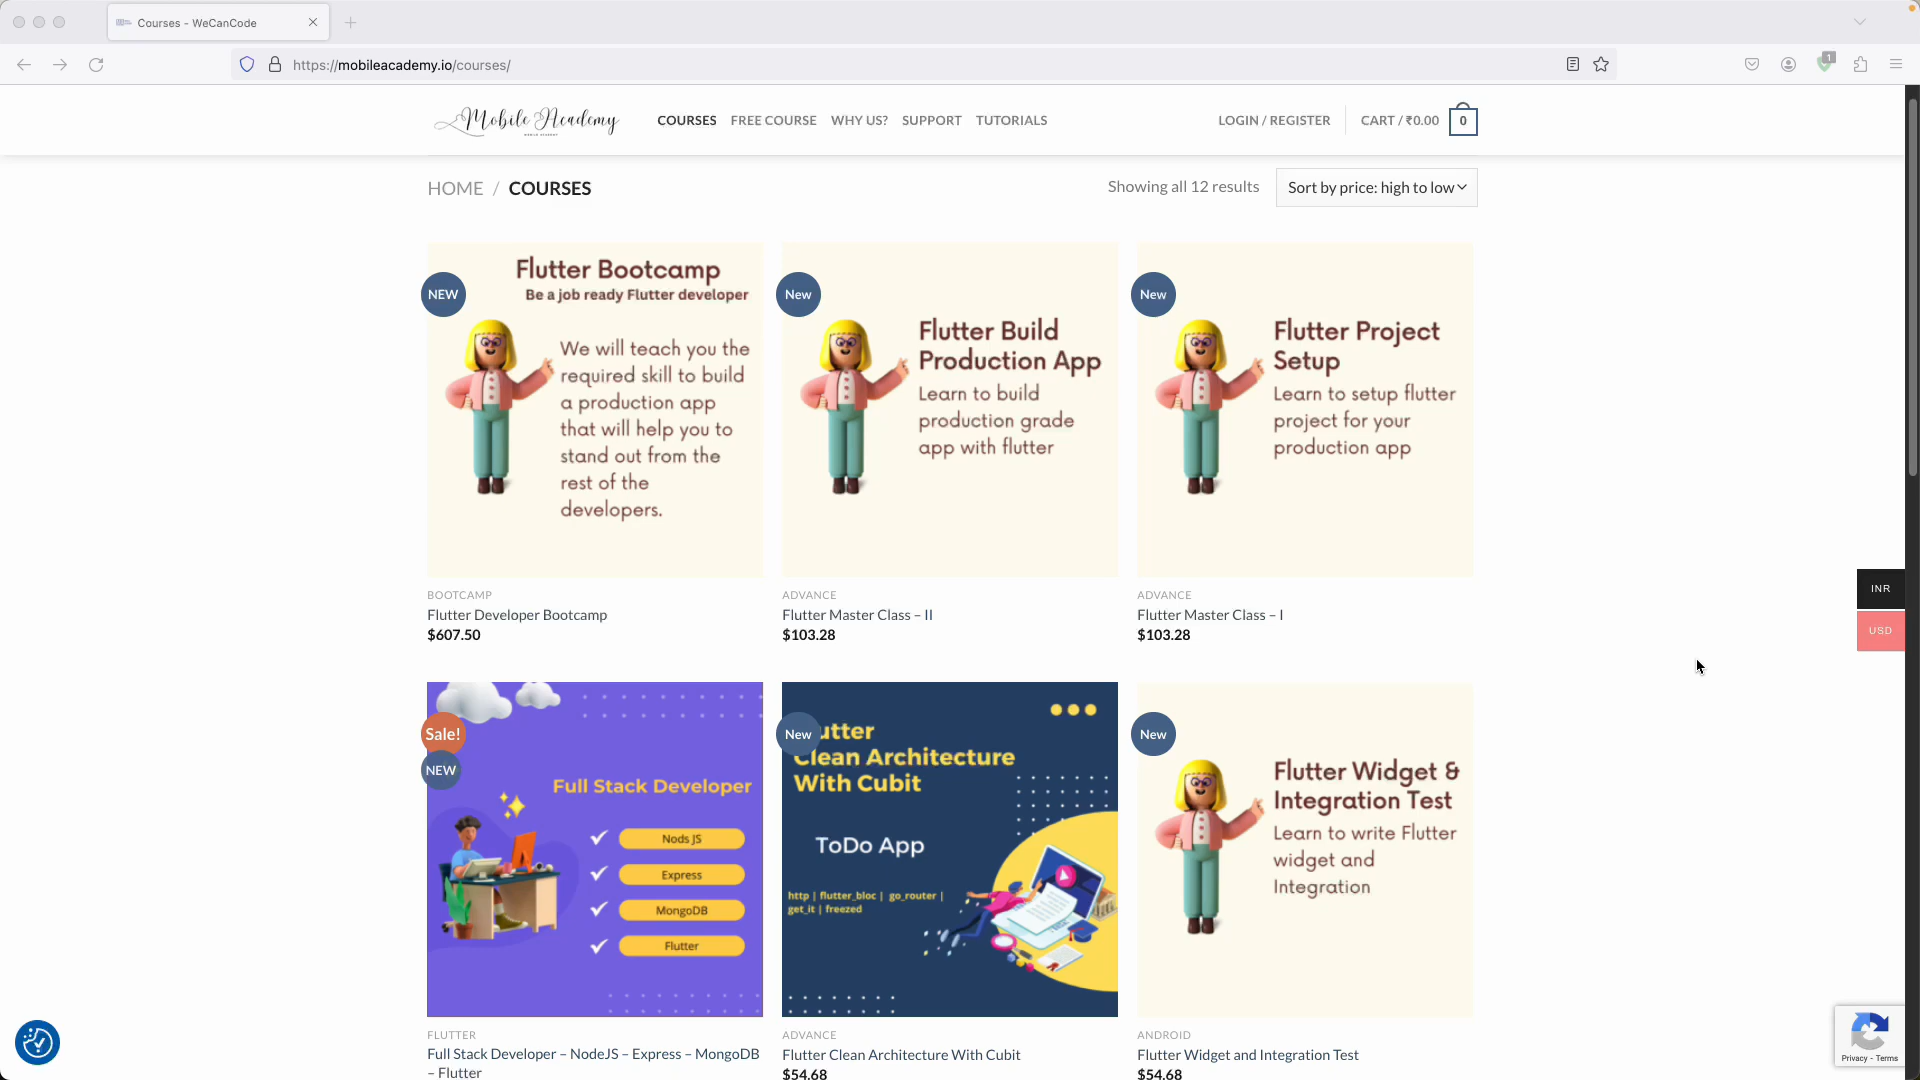 Courses - WeCanCode
https://mobileacademy.io/courses/
1
Mobile Academy
MOBILE ACADEMY
COURSES FREE COURSE WHY US? SUPPORT TUTORIALS
LOGIN / REGISTER CART / ₹0.00 0
HOME / COURSES
Showing all 12 results
Sort by price: high to low
NEW
Flutter Bootcamp
Be a job ready Flutter developer
We will teach you the
required skill to build
a production app
that will help you to
stand out from the
rest of the
developers.
BOOTCAMP
Flutter Developer Bootcamp
$607.50
New
Flutter Build
Production App
Learn to build
production grade
app with flutter
ADVANCE
Flutter Master Class – II
$103.28
New
Flutter Project
Setup
Learn to setup flutter
project for your
production app
ADVANCE
Flutter Master Class – I
$103.28
INR
USD
Sale!
NEW
Full Stack Developer
Nods JS
Express
MongoDB
Flutter
FLUTTER
Full Stack Developer – NodeJS – Express – MongoDB
– Flutter
New
utter
Clean Architecture
With Cubit
ToDo App
http | flutter_bloc | go_router |
get_it | freezed
ADVANCE
Flutter Clean Architecture With Cubit
$54.68
New
Flutter Widget &
Integration Test
Learn to write Flutter
widget and
Integration
ANDROID
Flutter Widget and Integration Test
$54.68
Privacy - Terms